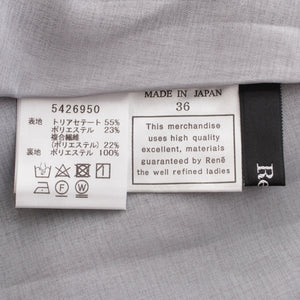 5426950
表地 トリアセテート 55%
ポリエステル 23%
複合繊維
(ポリエステル) 22%
裏地 ポリエステル 100%
MADE IN JAPAN
36
This merchandise
uses high quality
excellent, materials
guaranteed by René
the well refined ladies
Re